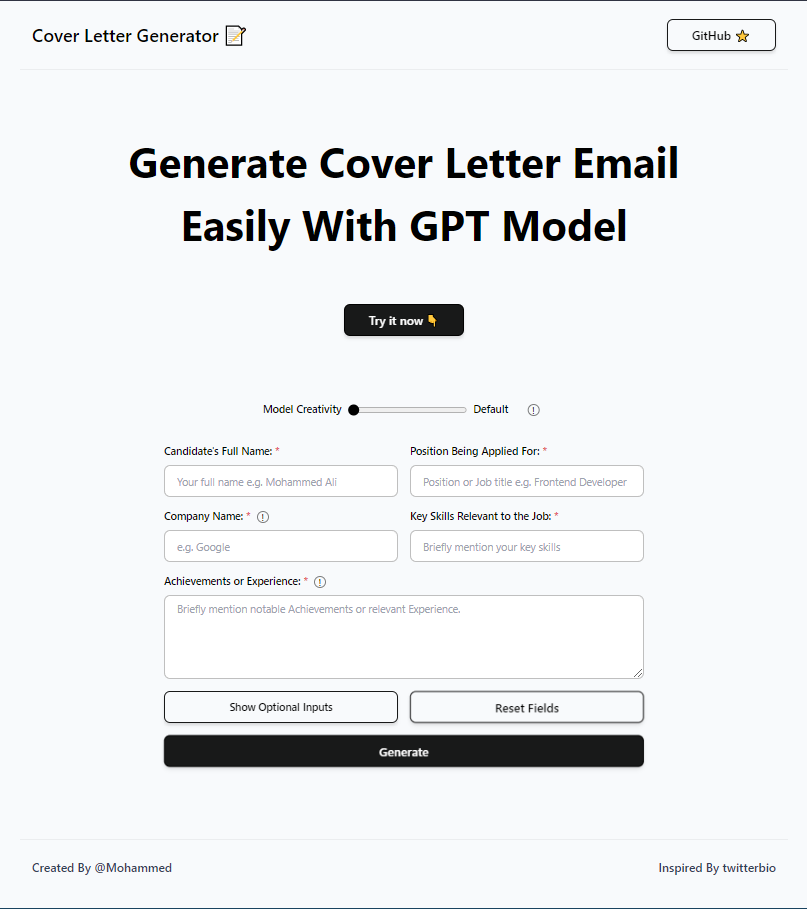 Cover Letter Generator 📝
GitHub ⭐
Generate Cover Letter Email
Easily With GPT Model
Try it now 👇
Model Creativity Default
Candidate's Full Name: * Position Being Applied For: *
Your full name e.g. Mohammed Ali Position or Job title e.g. Frontend Developer
Company Name: * Key Skills Relevant to the Job: *
e.g. Google Briefly mention your key skills
Achievements or Experience: *
Briefly mention notable Achievements or relevant Experience.
Show Optional Inputs Reset Fields
Generate
Created By @Mohammed Inspired By twitterbio